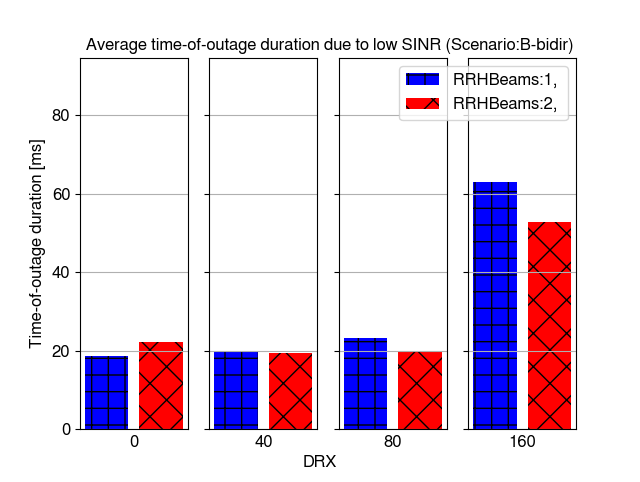 Average time-of-outage duration due to low SINR (Scenario:B-bidir)
RRHBeams:1,
RRHBeams:2,
Time-of-outage duration [ms]
80
60
40
20
0
0 40 80 160
DRX